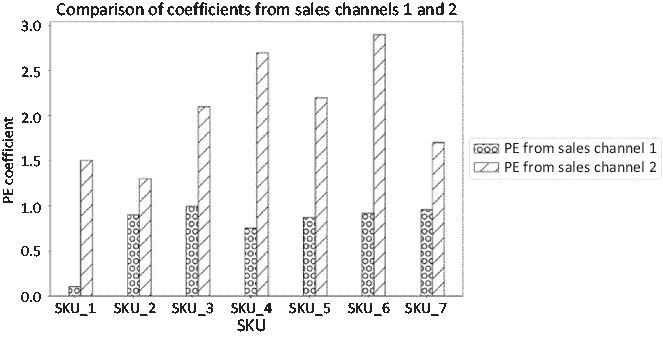 Comparison of coefficients from sales channels 1 and 2
3.0
2.5
2.0
1.5
1.0
0.5
0.0
PE coefficient
SKU_1 SKU_2 SKU_3 SKU_4 SKU_5 SKU_6 SKU_7
SKU
PE from sales channel 1
PE from sales channel 2